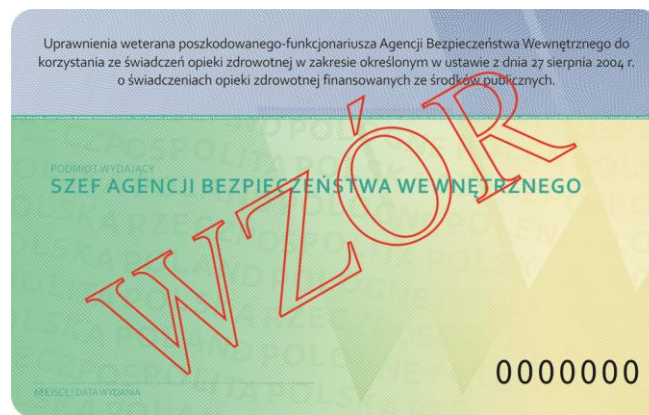 Uprawnienia weterana poszkodowanego-funkcjonariusza Agencji Bezpieczeństwa Wewnętrznego do
korzystania ze świadczeń opieki zdrowotnej w zakresie określonym w ustawie z dnia 27 sierpnia 2004 r.
o świadczeniach opieki zdrowotnej finansowanych ze środków publicznych.
PODMIOT WYDAJĄCY
SZEF AGENCJI BEZPIECZEŃSTWA WEWNĘTRZNEGO
WZÓR
0000000
MIEJSCE I DATA WYDANIA